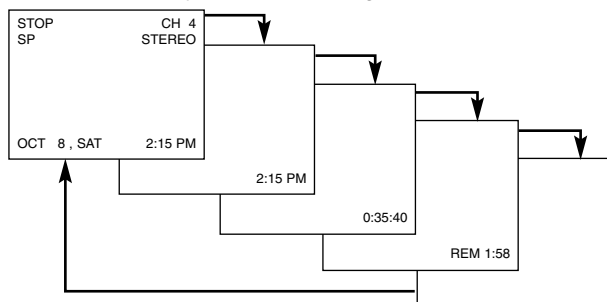 STOP CH 4
SP STEREO
OCT 8 , SAT 2:15 PM
2:15 PM
0:35:40
REM 1:58